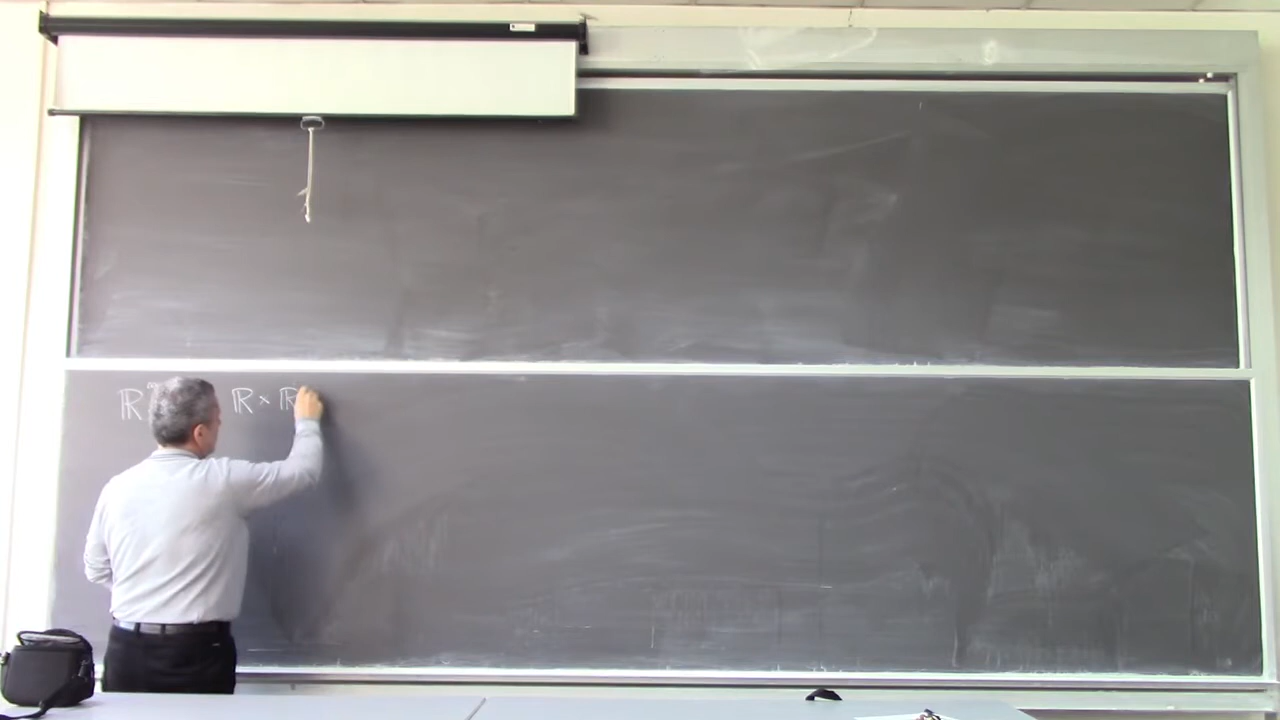 ℝ ℝ × ℝ